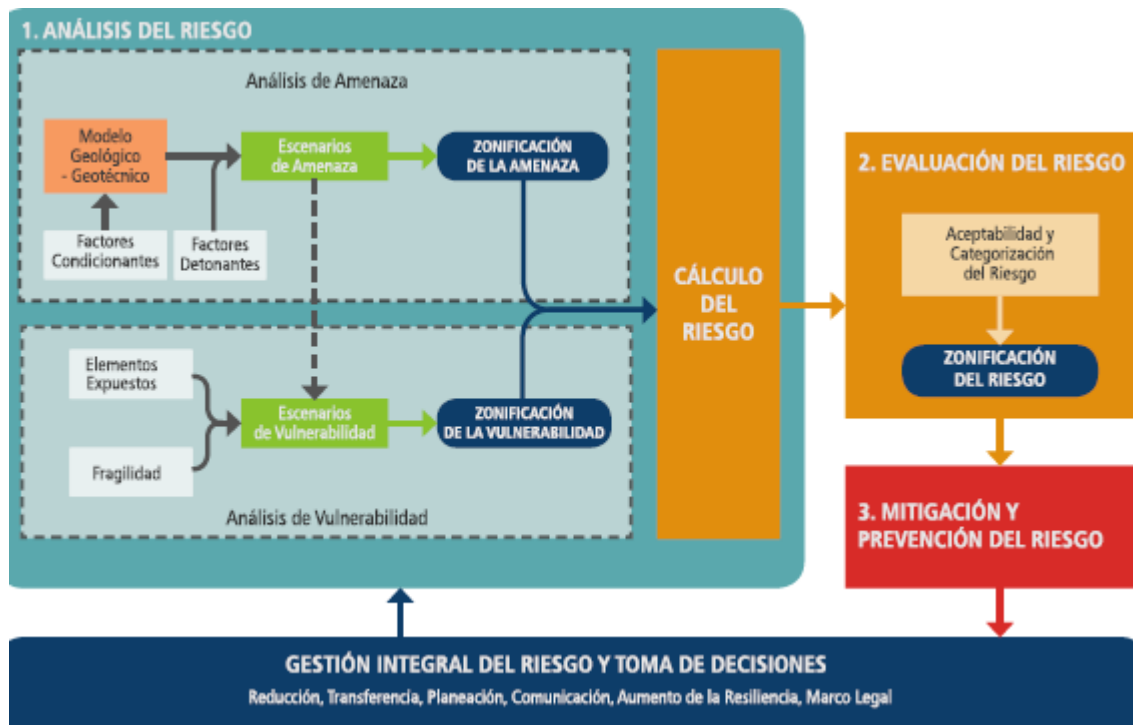 1. ANÁLISIS DEL RIESGO
Análisis de Amenaza
Modelo
Geológico
- Geotécnico
Escenarios
de Amenaza
ZONIFICACIÓN
DE LA AMENAZA
Factores
Condicionantes
Factores
Detonantes
Elementos
Expuestos
Fragilidad
Escenarios
de Vulnerabilidad
ZONIFICACIÓN
DE LA VULNERABILIDAD
Análisis de Vulnerabilidad
CÁLCULO
DEL
RIESGO
2. EVALUACIÓN DEL RIESGO
Aceptabilidad y
Categorización
del Riesgo
ZONIFICACIÓN
DEL RIESGO
3. MITIGACIÓN Y
PREVENCIÓN DEL RIESGO
GESTIÓN INTEGRAL DEL RIESGO Y TOMA DE DECISIONES
Reducción, Transferencia, Planeación, Comunicación, Aumento de la Resiliencia, Marco Legal